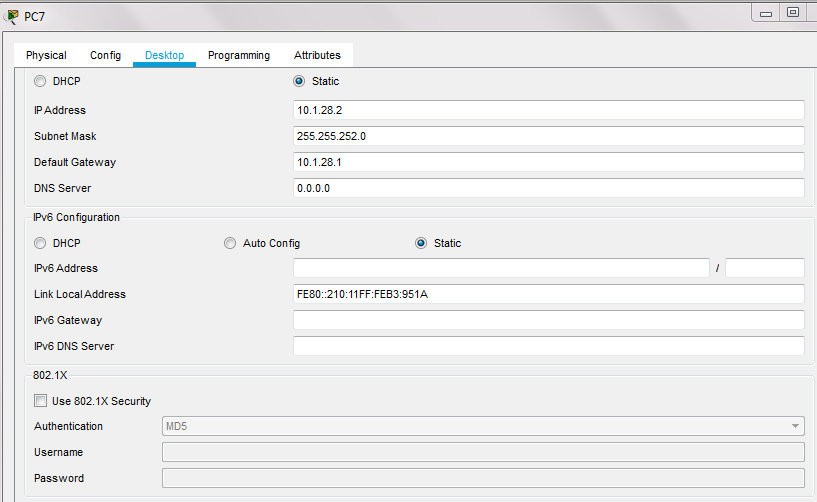 PC7
Physical Config Desktop Programming Attributes
DHCP Static
IP Address 10.1.28.2
Subnet Mask 255.255.252.0
Default Gateway 10.1.28.1
DNS Server 0.0.0.0
IPv6 Configuration
DHCP Auto Config Static
IPv6 Address /
Link Local Address FE80::210:11FF:FEB3:951A
IPv6 Gateway
IPv6 DNS Server
802.1X
Use 802.1X Security
Authentication MD5
Username
Password